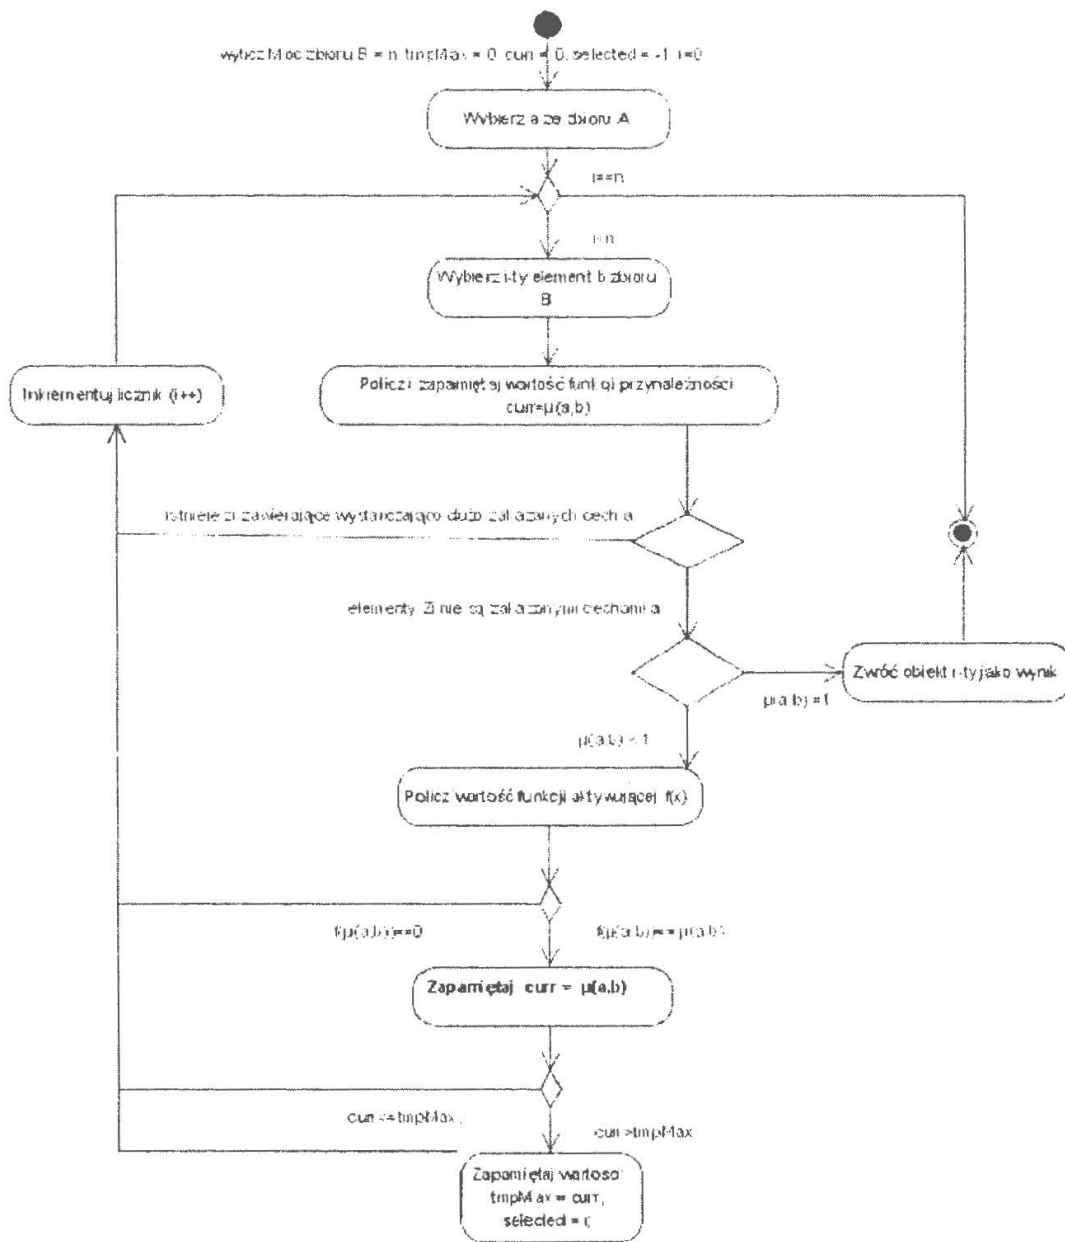 wylicz Moc zbioru B = n, tmpMax = 0, curr = 0, selected = -1, i=0
Wybierz a ze zbioru A
i==n
i<n
Wybierz i-ty element b zbioru
B
Policz i zapamiętaj wartość funkcji przynależności
curr=μ(a,b)
Inkrementuj licznik (i++)
istnieje zi zawierające wystarczająco dużo zakazanych cech a
elementy Zi nie są zakazanymi cechami a
Zwróć obiekt i-ty jako wynik
μ(a,b) =1
μ(a,b) < 1
Policz wartość funkcji aktywującej f(x)
f(μ(a,b))==0
f(μ(a,b))==μ(a,b)
Zapamiętaj curr = μ(a,b)
curr<=tmpMax
curr>tmpMax
Zapamiętaj
tmpMax = curr,
selected = i;